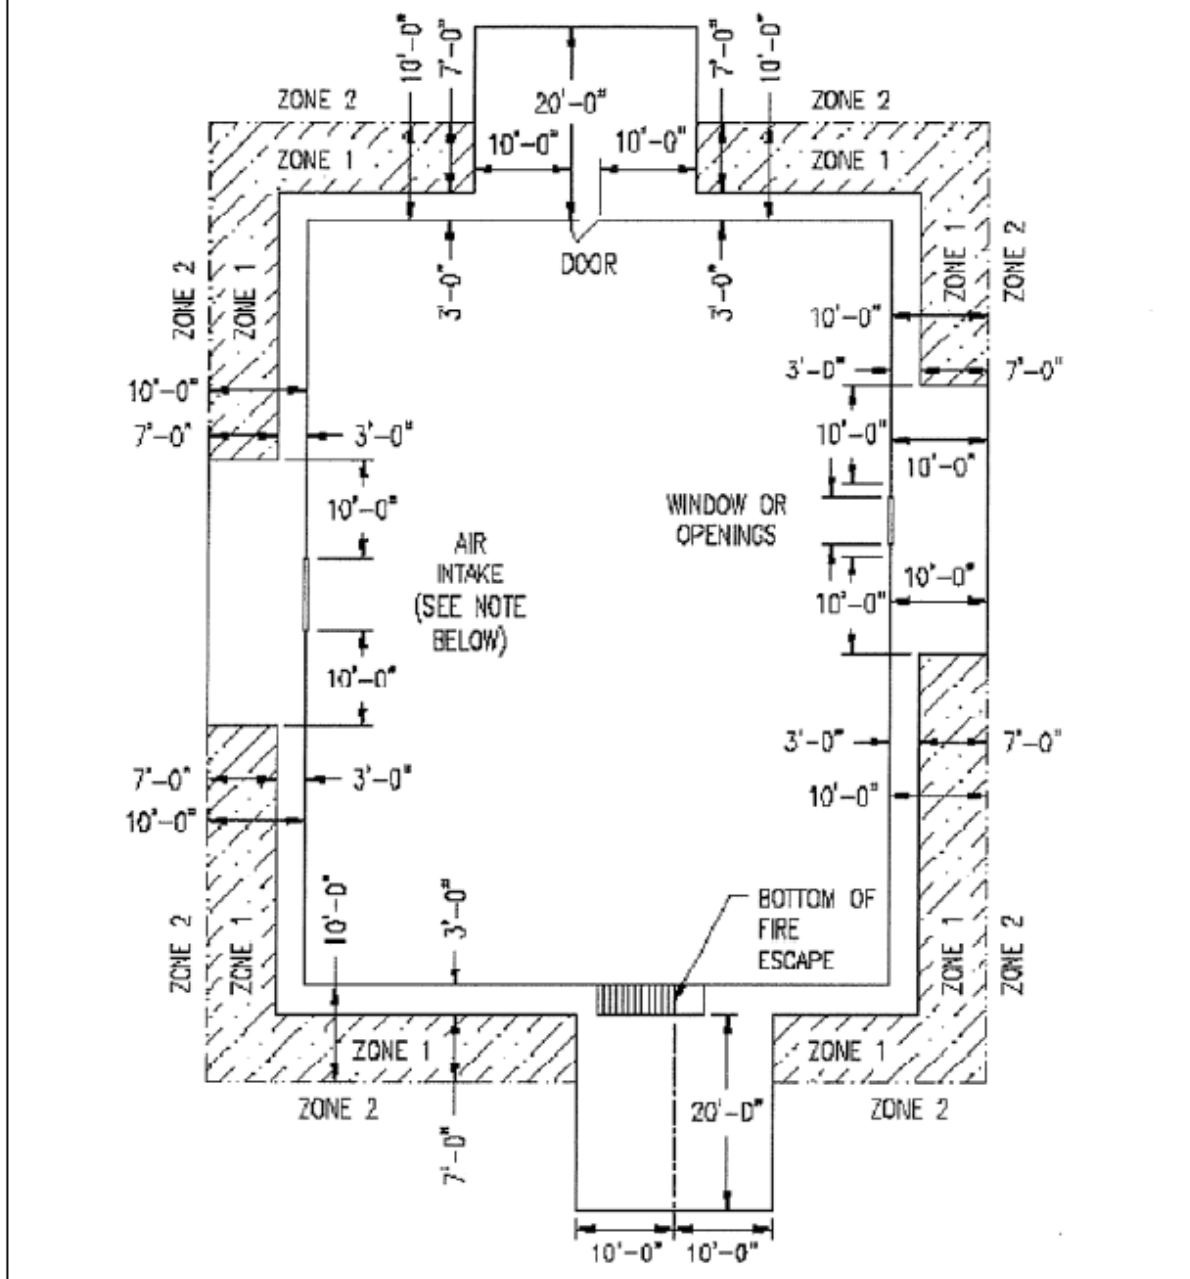 10'-0"
7'-0"
7'-0"
10'-0"
20'-0"
ZONE 2
ZONE 2
10'-0"
10'-0"
ZONE 1
ZONE 1
DOOR
3'-0"
3'-0"
ZONE 2
ZONE 1
ZONE 1
ZONE 2
10'-0"
3'-0"
7'-0"
10'-0"
7'-0"
3'-0"
10'-0"
10'-0"
10'-0"
WINDOW OR
OPENINGS
AIR
INTAKE
(SEE NOTE
BELOW)
10'-0"
10'-0"
10'-0"
3'-0"
7'-0"
7'-0"
3'-0"
10'-0"
10'-0"
10'-0"
3'-0"
BOTTOM OF
FIRE
ESCAPE
ZONE 2
ZONE 1
ZONE 1
ZONE 2
ZONE 1
ZONE 1
ZONE 2
20'-0"
ZONE 2
7'-0"
10'-0"
10'-0"